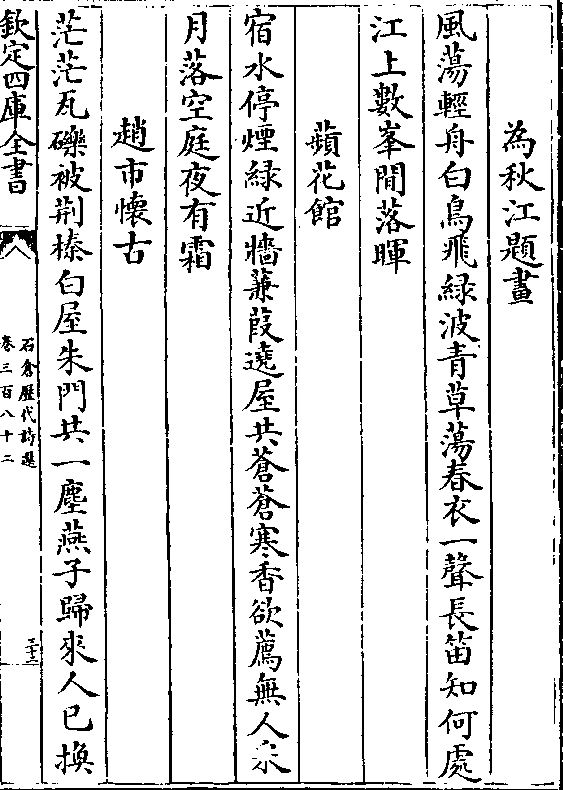 為秋江題畫
風蕩輕舟白鳥飛綠波青草蕩春衣一聲長笛知何處
江上數峯閒落暉
蘋花館
宿水停煙綠近牆蒹葭遶屋共蒼蒼寒香欲薦無人采
月落空庭夜有霜
趙市懷古
茫茫瓦礫被荆榛白屋朱門共一塵燕子歸來人已換
欽定四庫全書
石倉歷代詩選
卷三百八十二
二十三